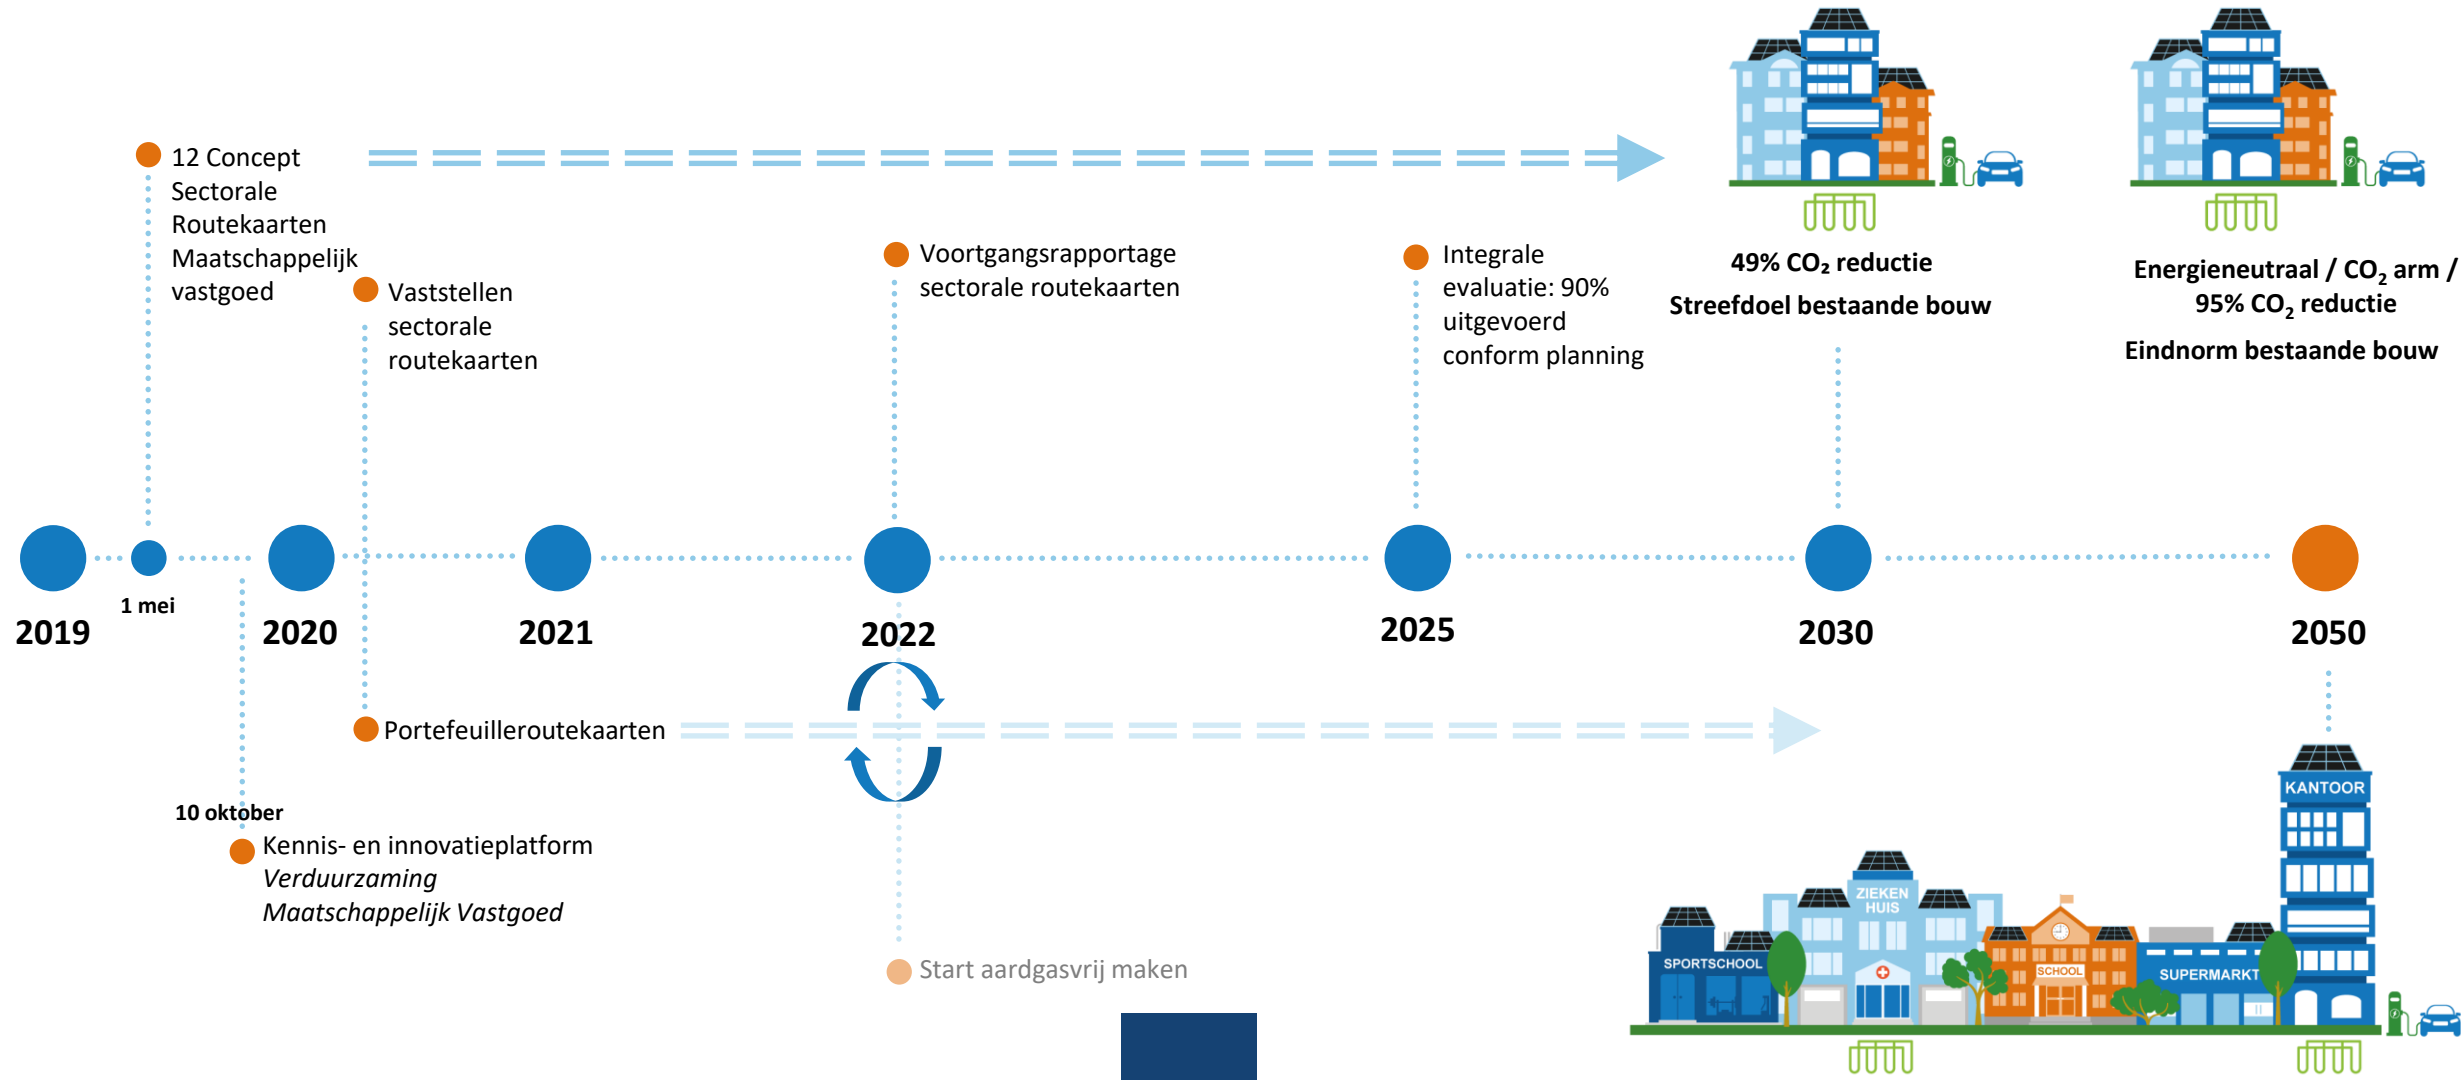 12 Concept
Sectorale
Routekaarten
Maatschappelijk
vastgoed
Vaststellen
sectorale
routekaarten
Voortgangsrapportage
sectorale routekaarten
Integrale
evaluatie: 90%
uitgevoerd
conform planning
49% CO₂ reductie
Streefdoel bestaande bouw
Energieneutraal / CO₂ arm /
95% CO₂ reductie
Eindnorm bestaande bouw
2019
1 mei
2020
2021
2022
2025
2030
2050
Portefeuilleroutekaarten
10 oktober
Kennis- en innovatieplatform
Verduurzaming
Maatschappelijk Vastgoed
Start aardgasvrij maken
KANTOOR
ZIEKEN
HUIS
SPORTSCHOOL
SCHOOL
SUPERMARKT